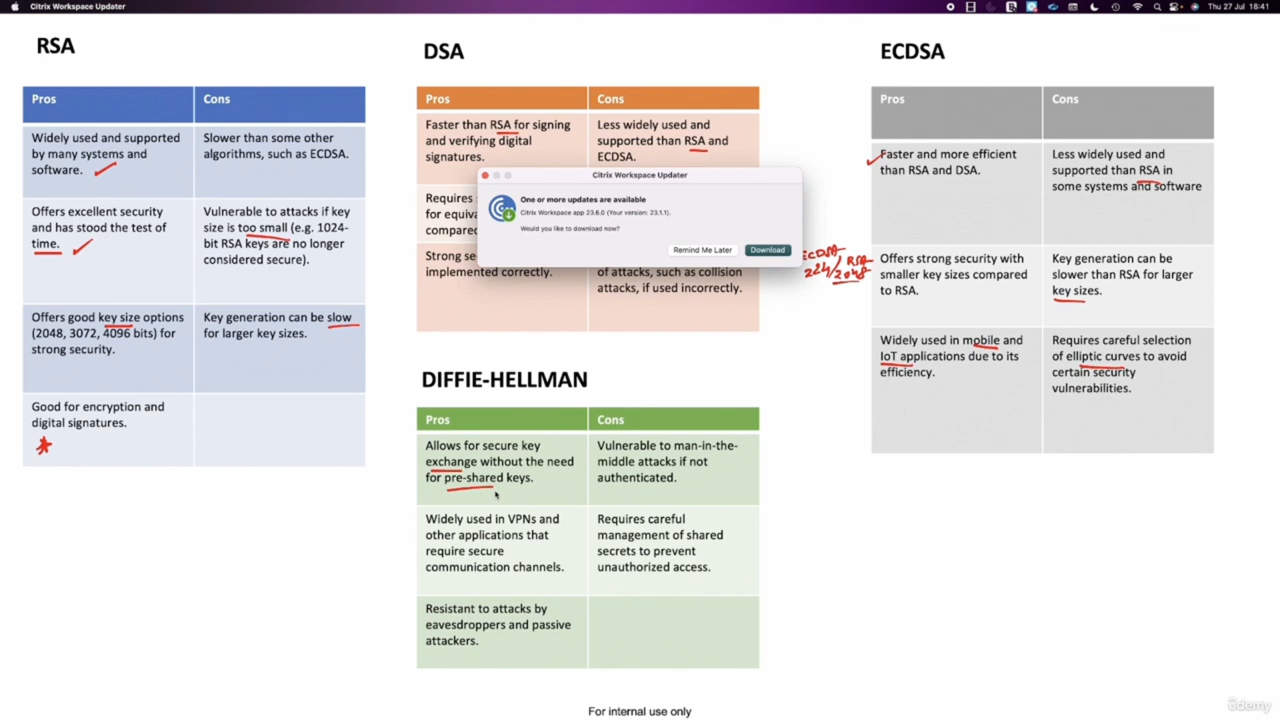 Citrix Workspace Updater
Thu 27 Jul 18:41
RSA
Pros
Cons
Widely used and supported
by many systems and
software.
Slower than some other
algorithms, such as ECDSA.
Offers excellent security
and has stood the test of
time.
Vulnerable to attacks if key
size is too small (e.g. 1024-
bit RSA keys are no longer
considered secure).
Offers good key size options
(2048, 3072, 4096 bits) for
strong security.
Key generation can be slow
for larger key sizes.
Good for encryption and
digital signatures.
DSA
Pros
Cons
Faster than RSA for signing
and verifying digital
signatures.
Less widely used and
supported than RSA and
ECDSA.
Requires
for equiva
compared
Strong se
implemented correctly.
of attacks, such as collision
attacks, if used incorrectly.
Citrix Workspace Updater
One or more updates are available
Citrix Workspace app 23.6.0 (Your version: 23.1.1).
Would you like to download now?
Remind Me Later
Download
DIFFIE-HELLMAN
Pros
Cons
Allows for secure key
exchange without the need
for pre-shared keys.
Vulnerable to man-in-the-
middle attacks if not
authenticated.
Widely used in VPNs and
other applications that
require secure
communication channels.
Requires careful
management of shared
secrets to prevent
unauthorized access.
Resistant to attacks by
eavesdroppers and passive
attackers.
ECDSA
Pros
Cons
Faster and more efficient
than RSA and DSA.
Less widely used and
supported than RSA in
some systems and software
ECDSA
224/
RSA
2048
Offers strong security with
smaller key sizes compared
to RSA.
Key generation can be
slower than RSA for larger
key sizes.
Widely used in mobile and
IoT applications due to its
efficiency.
Requires careful selection
of elliptic curves to avoid
certain security
vulnerabilities.
For internal use only
ûdemy